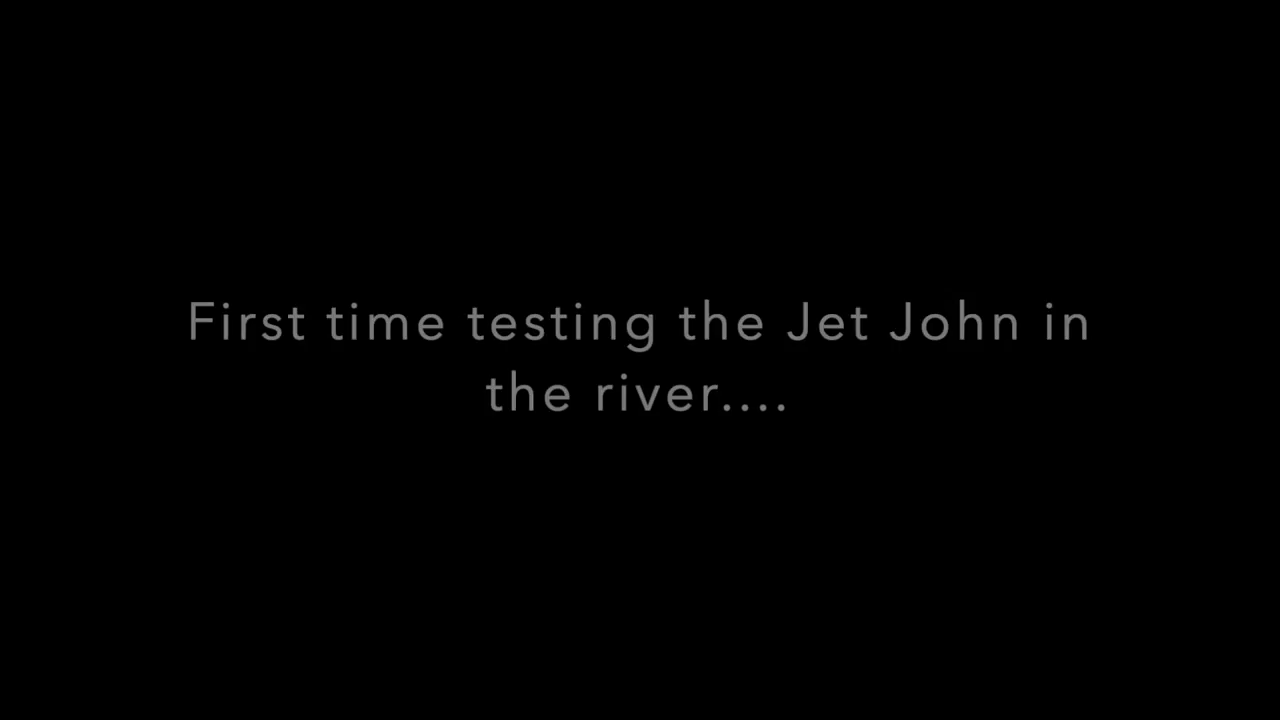 First time testing the Jet John in
the river....